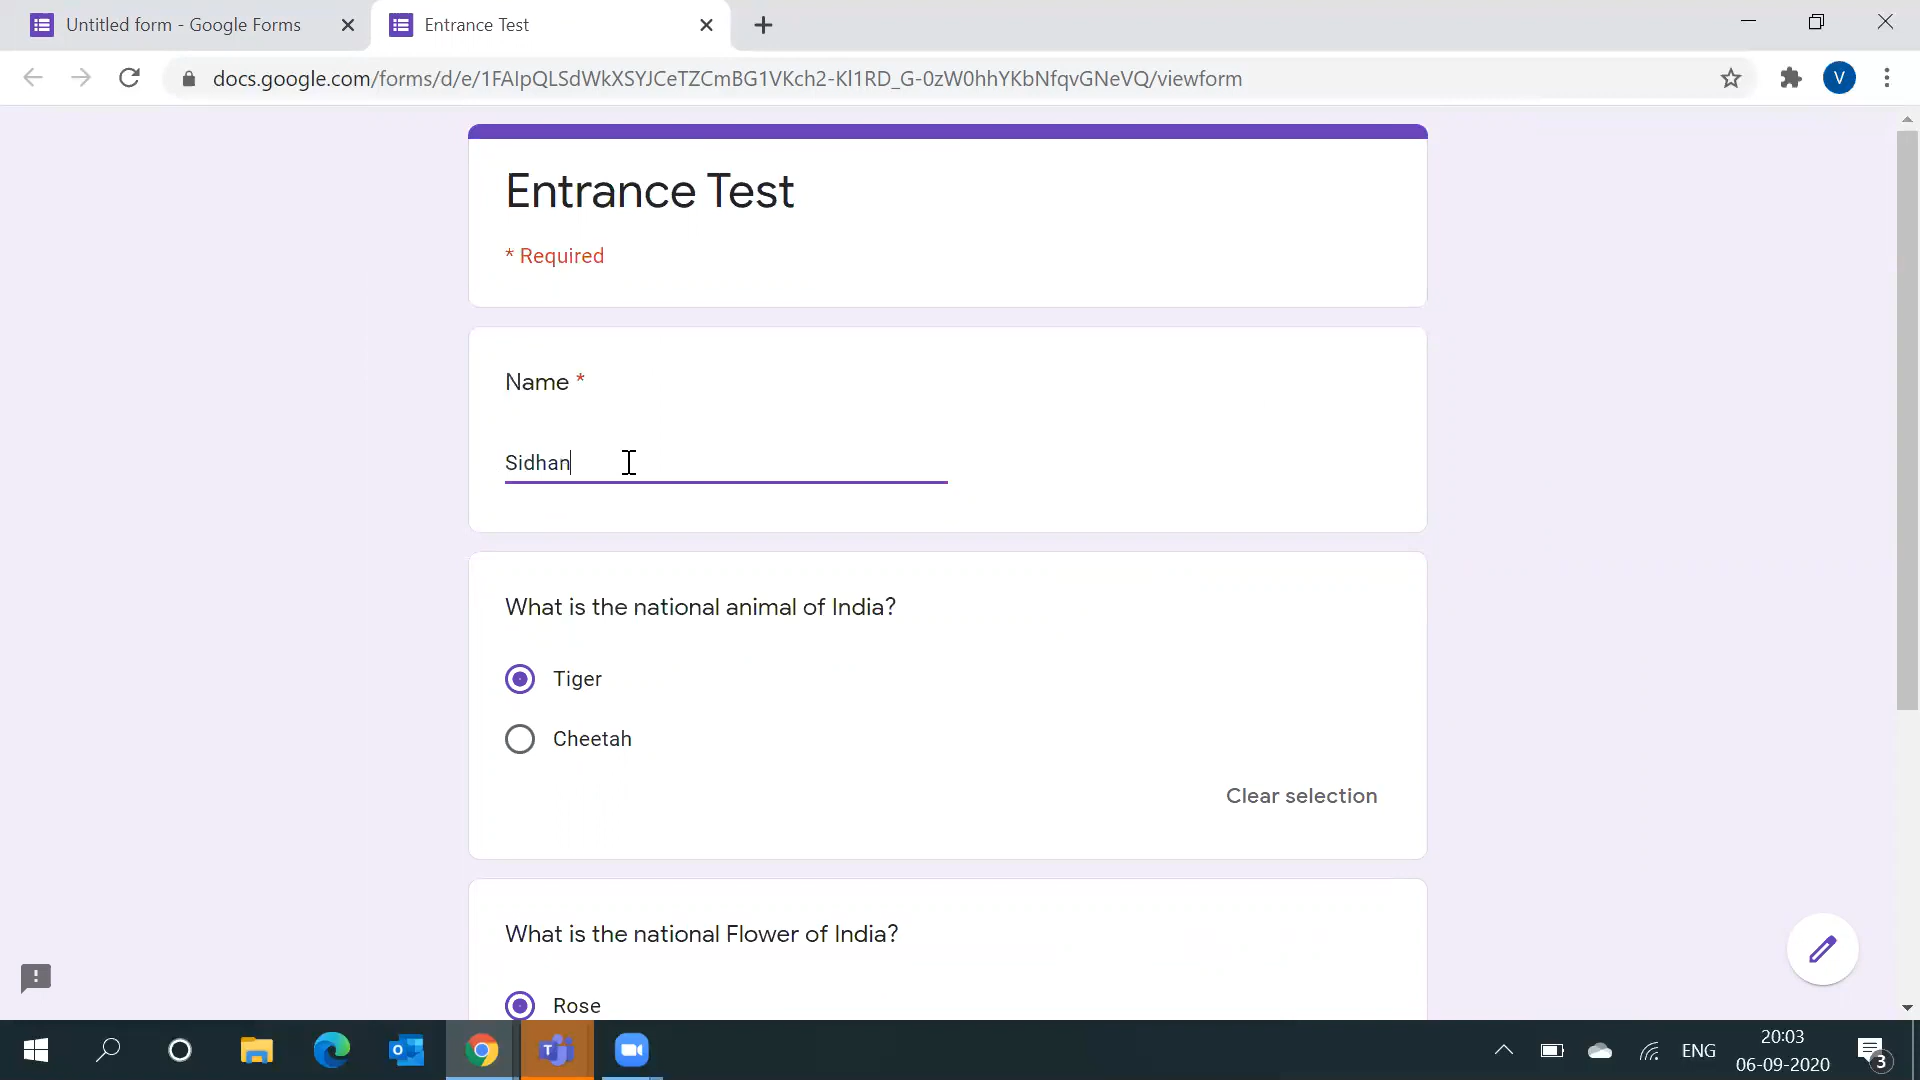 Untitled form - Google Forms
Entrance Test
docs.google.com/forms/d/e/1FAIpQLSdWkXSYJCeTZCmBG1VKch2-Kl1RD_G-0zW0hhYKbNfqvGNeVQ/viewform
V
Entrance Test
* Required
Name *
Sidhan
What is the national animal of India?
Tiger
Cheetah
Clear selection
What is the national Flower of India?
Rose
ENG
20:03
06-09-2020
3